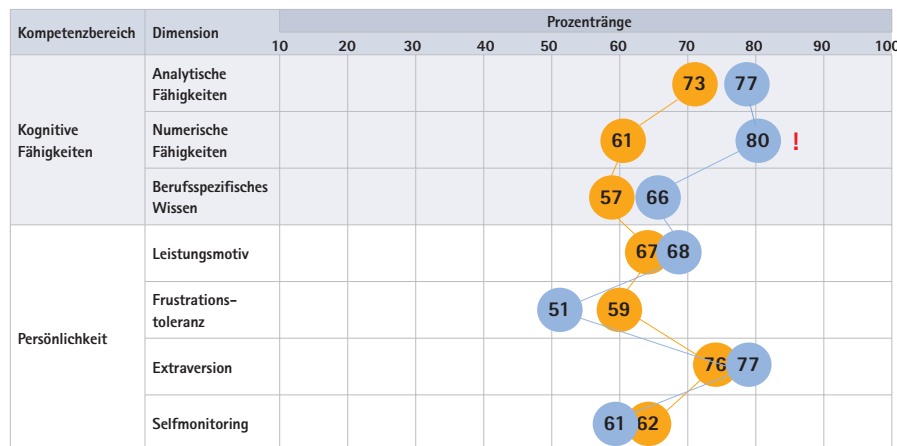 Kompetenzbereich Dimension Prozentränge
10 20 30 40 50 60 70 80 90 100
Kognitive
Fähigkeiten
Analytische
Fähigkeiten
73 77
Numerische
Fähigkeiten
61 80 !
Berufsspezifisches
Wissen
57 66
Persönlichkeit
Leistungsmotiv
67 68
Frustrations-
toleranz
51 59
Extraversion
76 77
Selfmonitoring
61 62